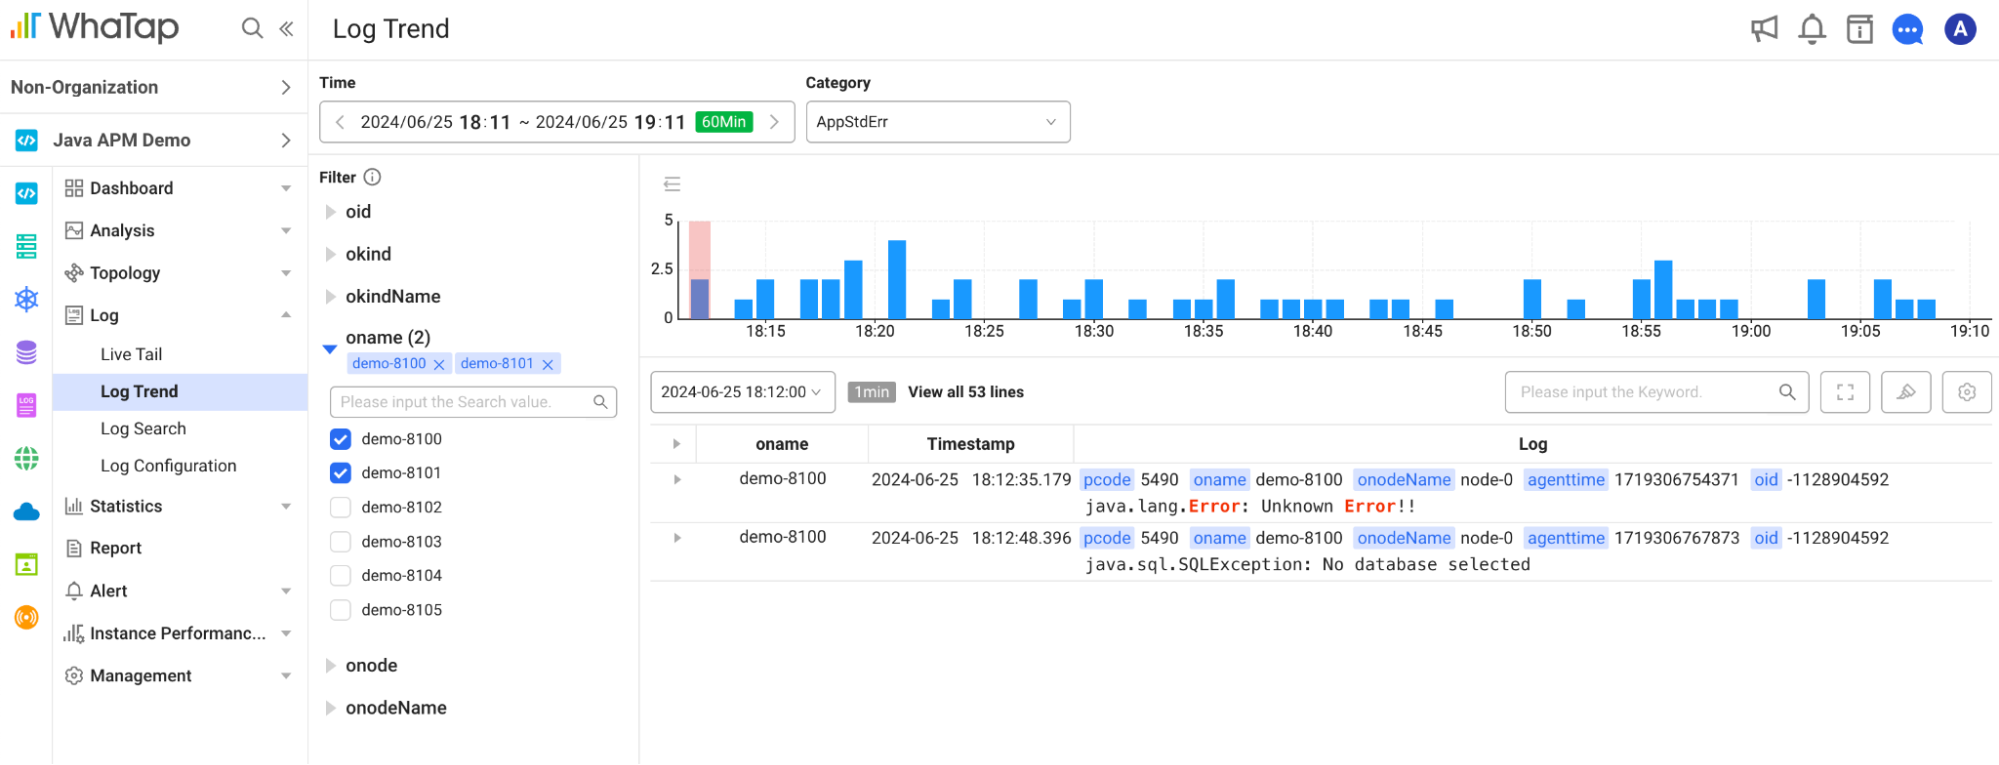 WhaTap
Log Trend
A
Non-Organization
Java APM Demo
Dashboard
Analysis
Topology
Log
Live Tail
Log Trend
Log Search
Log Configuration
Statistics
Report
Alert
Instance Performanc...
Management
LOG
Time
2024/06/25 18:11 ~ 2024/06/25 19:11 60Min
Category
AppStdErr
Filter
oid
okind
okindName
oname (2)
demo-8100 demo-8101
Please input the Search value.
demo-8100
demo-8101
demo-8102
demo-8103
demo-8104
demo-8105
onode
onodeName
5
2.5
0
18:15 18:20 18:25 18:30 18:35 18:40 18:45 18:50 18:55 19:00 19:05 19:10
2024-06-25 18:12:00 1min View all 53 lines Please input the Keyword.
oname Timestamp Log
demo-8100 2024-06-25 18:12:35.179 pcode 5490 oname demo-8100 onodeName node-0 agenttime 1719306754371 oid -1128904592
java.lang.Error: Unknown Error!!
demo-8100 2024-06-25 18:12:48.396 pcode 5490 oname demo-8100 onodeName node-0 agenttime 1719306767873 oid -1128904592
java.sql.SQLException: No database selected